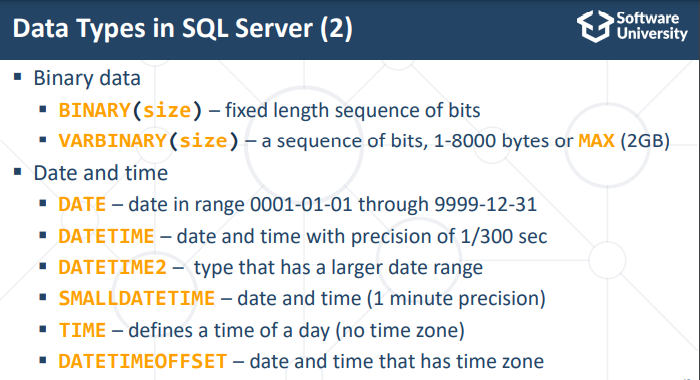 Data Types in SQL Server (2)
Software
University
▪ Binary data
▪ BINARY(size) – fixed length sequence of bits
▪ VARBINARY(size) – a sequence of bits, 1-8000 bytes or MAX (2GB)
▪ Date and time
▪ DATE – date in range 0001-01-01 through 9999-12-31
▪ DATETIME – date and time with precision of 1/300 sec
▪ DATETIME2 – type that has a larger date range
▪ SMALLDATETIME – date and time (1 minute precision)
▪ TIME – defines a time of a day (no time zone)
▪ DATETIMEOFFSET – date and time that has time zone